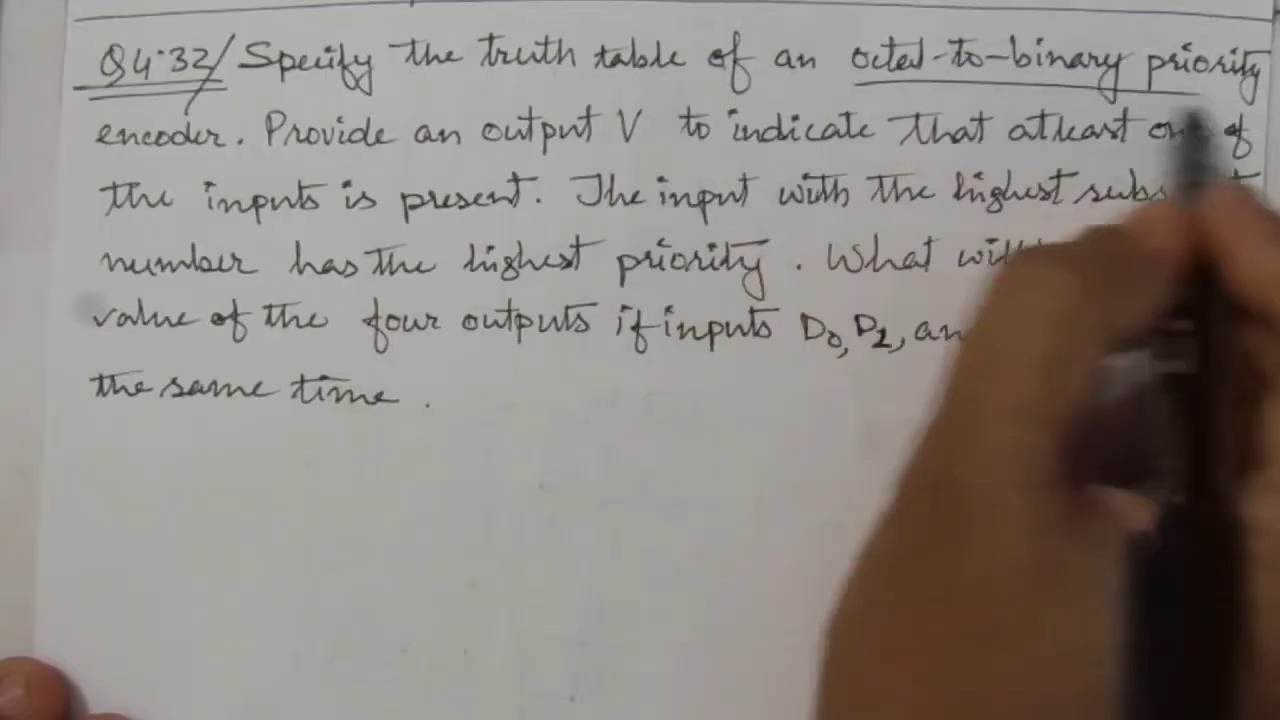 Q4.32/ Specify the truth table of an octal-to-binary priority
encoder. Provide an output V to indicate that atleast one of
the inputs is present. The input with the highest
number has the highest priority. What
value of the four outputs if inputs D0, D2,
the same time.